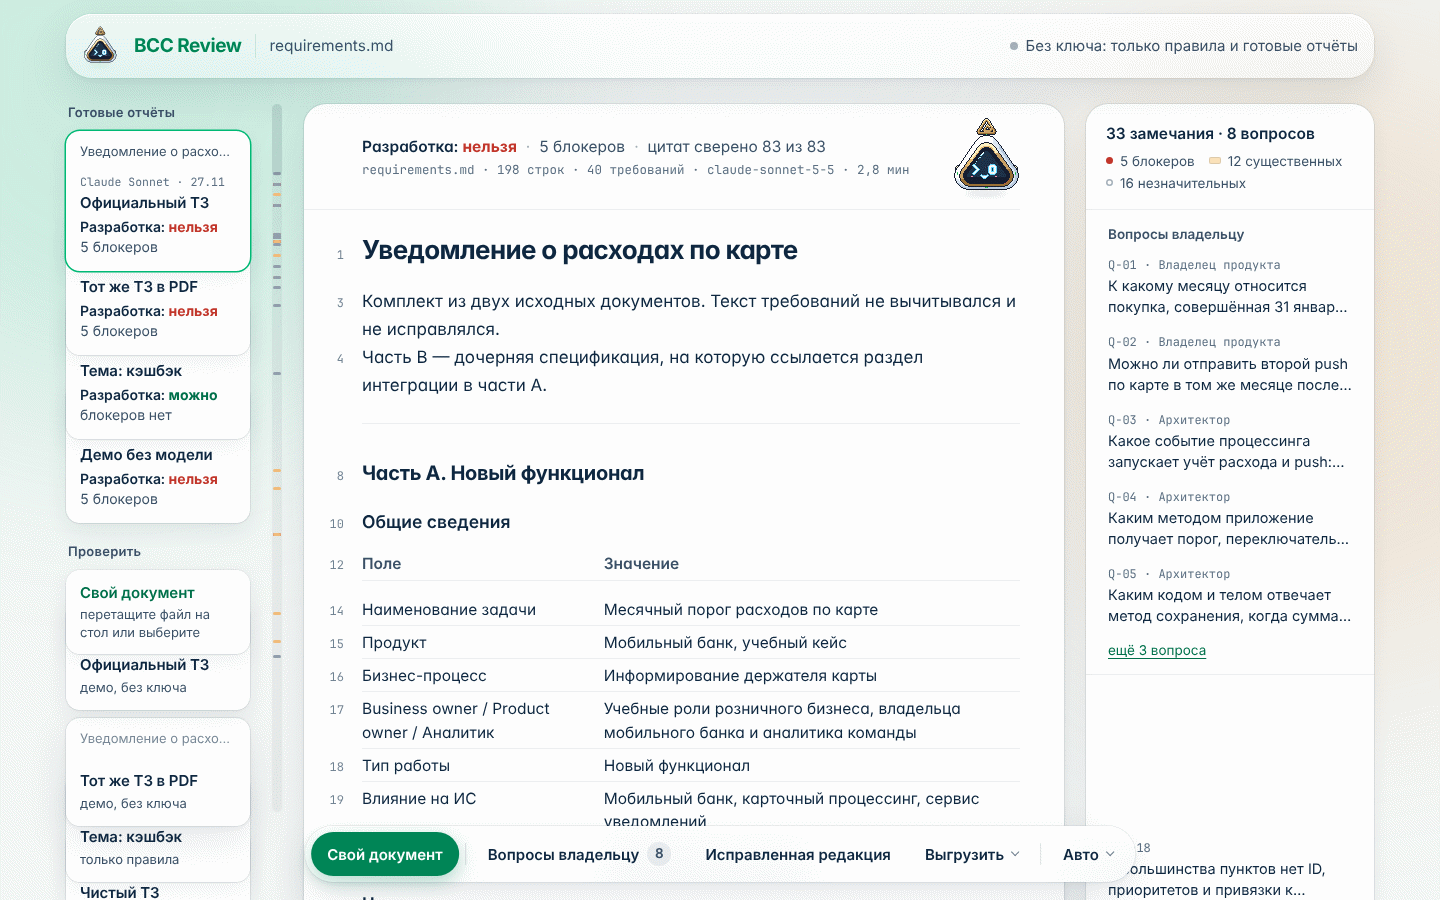 BCC Review
requirements.md
Без ключа: только правила и готовые отчёты
Готовые отчёты
Уведомление о расхо...
Claude Sonnet · 27.11
Официальный ТЗ
Разработка: нельзя
5 блокеров
Тот же ТЗ в PDF
Разработка: нельзя
5 блокеров
Тема: кэшбэк
Разработка: можно
блокеров нет
Демо без модели
Разработка: нельзя
5 блокеров
Проверить
Свой документ
перетащите файл на
стол или выберите
Официальный ТЗ
демо, без ключа
Уведомление о расхо...
Тот же ТЗ в PDF
демо, без ключа
Тема: кэшбэк
только правила
Чистый ТЗ
Разработка: нельзя · 5 блокеров · цитат сверено 83 из 83
requirements.md · 198 строк · 40 требований · claude-sonnet-5-5 · 2,8 мин
1 Уведомление о расходах по карте
3 Комплект из двух исходных документов. Текст требований не вычитывался и
не исправлялся.
4 Часть B — дочерняя спецификация, на которую ссылается раздел
интеграции в части А.
8 Часть А. Новый функционал
10 Общие сведения
12 Поле Значение
14 Наименование задачи Месячный порог расходов по карте
15 Продукт Мобильный банк, учебный кейс
16 Бизнес-процесс Информирование держателя карты
17 Business owner / Product Учебные роли розничного бизнеса, владельца
owner / Аналитик мобильного банка и аналитика команды
18 Тип работы Новый функционал
19 Влияние на ИС Мобильный банк, карточный процессинг, сервис
уведомлений
Свой документ
Вопросы владельцу 8
Исправленная редакция
Выгрузить
Авто
33 замечания · 8 вопросов
5 блокеров 12 существенных
16 незначительных
Вопросы владельцу
Q-01 · Владелец продукта
К какому месяцу относится
покупка, совершённая 31 январ...
Q-02 · Владелец продукта
Можно ли отправить второй push
по карте в том же месяце после...
Q-03 · Архитектор
Какое событие процессинга
запускает учёт расхода и push:...
Q-04 · Архитектор
Каким методом приложение
получает порог, переключатель...
Q-05 · Архитектор
Каким кодом и телом отвечает
метод сохранения, когда сумма...
ещё 3 вопроса
18
пунктов нет ID,
приоритетов и привязки к...